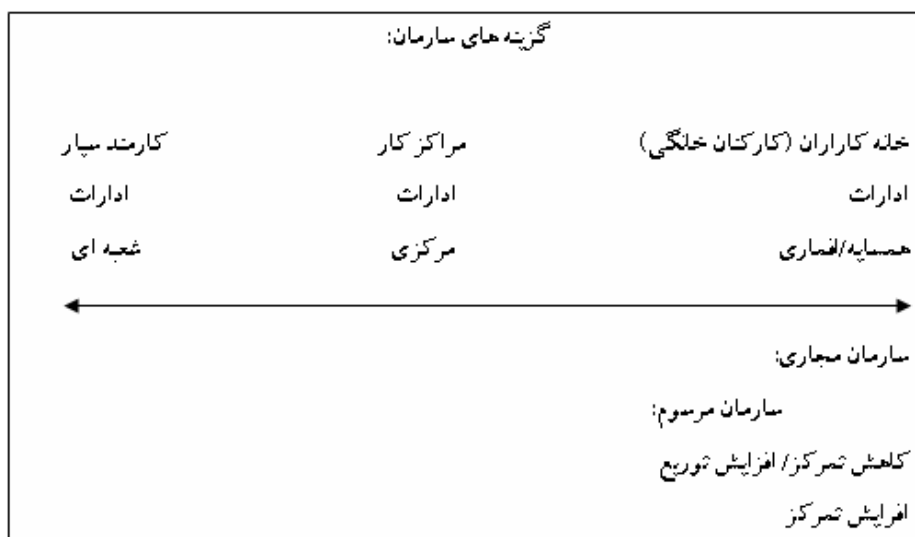 گزینه های سازمان:
خانه کاراران (کارکنان خانگی) مراکز کار کارمند سیار
ادارات ادارات ادارات
همسایه/اقماری مرکزی شعبه ای
سازمان مجازی:
سازمان مرسوم:
کاهش تمرکز/ افزایش توزیع
افزایش تمرکز